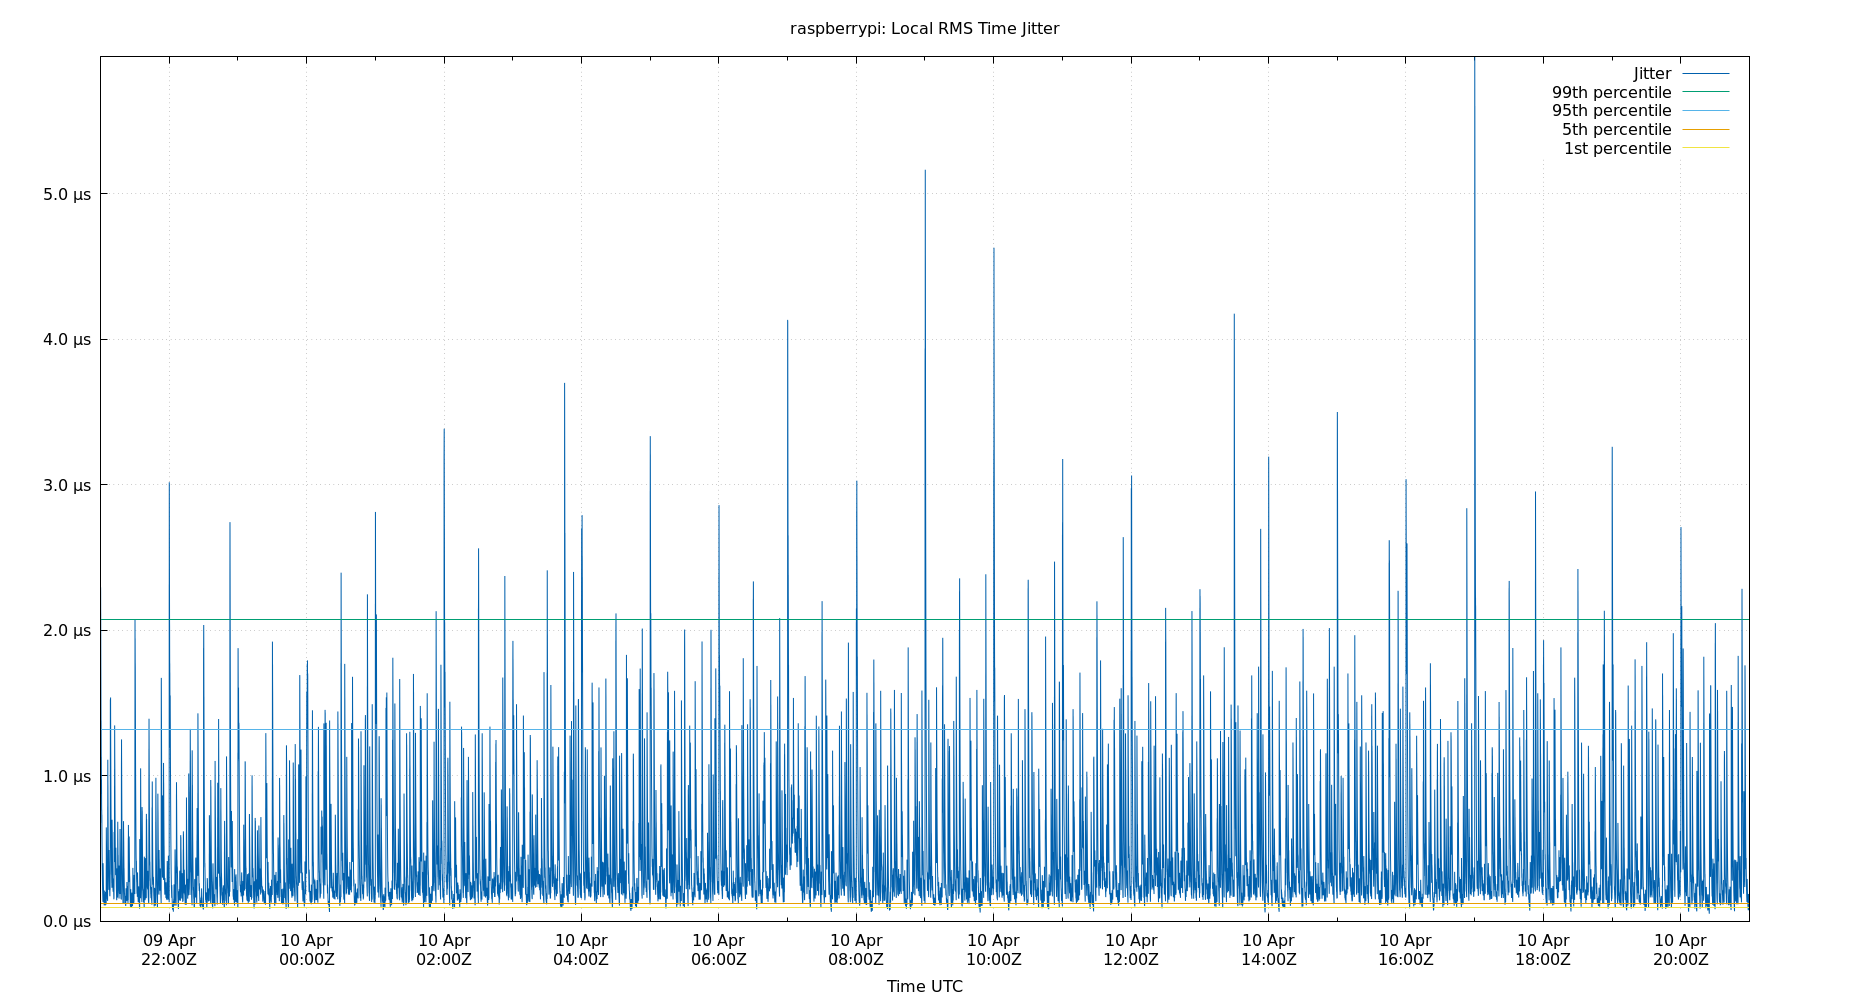 raspberrypi: Local RMS Time Jitter
Jitter
99th percentile
95th percentile
5th percentile
1st percentile
5.0 µs
4.0 µs
3.0 µs
2.0 µs
1.0 µs
0.0 µs
09 Apr 10 Apr 10 Apr 10 Apr 10 Apr 10 Apr 10 Apr 10 Apr 10 Apr 10 Apr 10 Apr 10 Apr
22:00Z 00:00Z 02:00Z 04:00Z 06:00Z 08:00Z 10:00Z 12:00Z 14:00Z 16:00Z 18:00Z 20:00Z
Time UTC